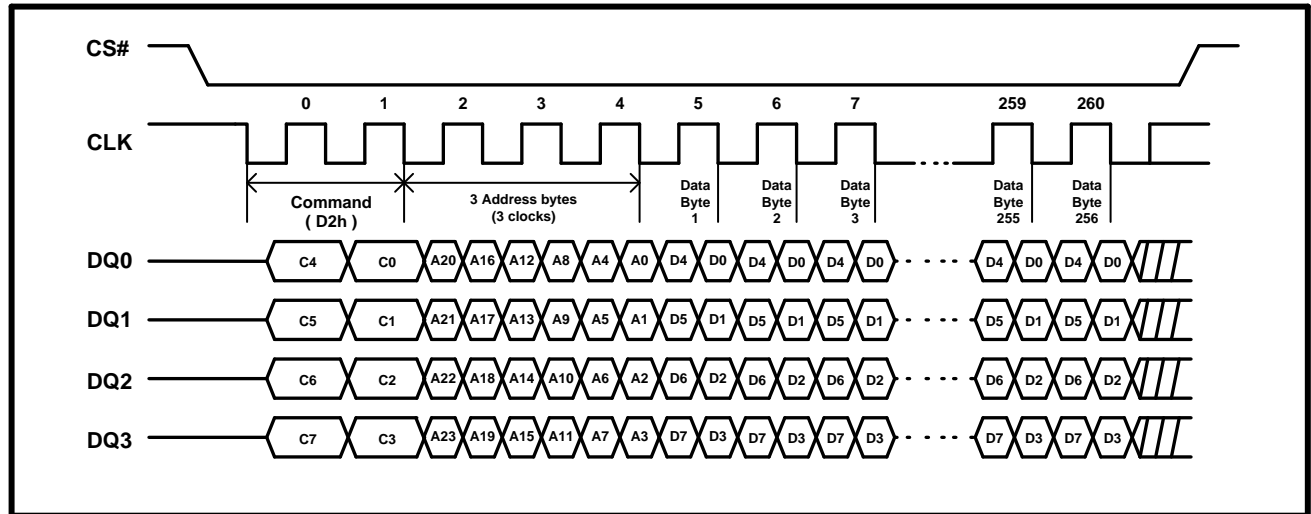 CS#
0 1 2 3 4 5 6 7 259 260
CLK
Command
( D2h )
3 Address bytes
(3 clocks)
Data
Byte
1
Data
Byte
2
Data
Byte
3
Data
Byte
255
Data
Byte
256
DQ0 C4 C0 A20 A16 A12 A8 A4 A0 D4 D0 D4 D0 D4 D0 D4 D0 D4 D0
DQ1 C5 C1 A21 A17 A13 A9 A5 A1 D5 D1 D5 D1 D5 D1 D5 D1 D5 D1
DQ2 C6 C2 A22 A18 A14 A10 A6 A2 D6 D2 D6 D2 D6 D2 D6 D2 D6 D2
DQ3 C7 C3 A23 A19 A15 A11 A7 A3 D7 D3 D7 D3 D7 D3 D7 D3 D7 D3